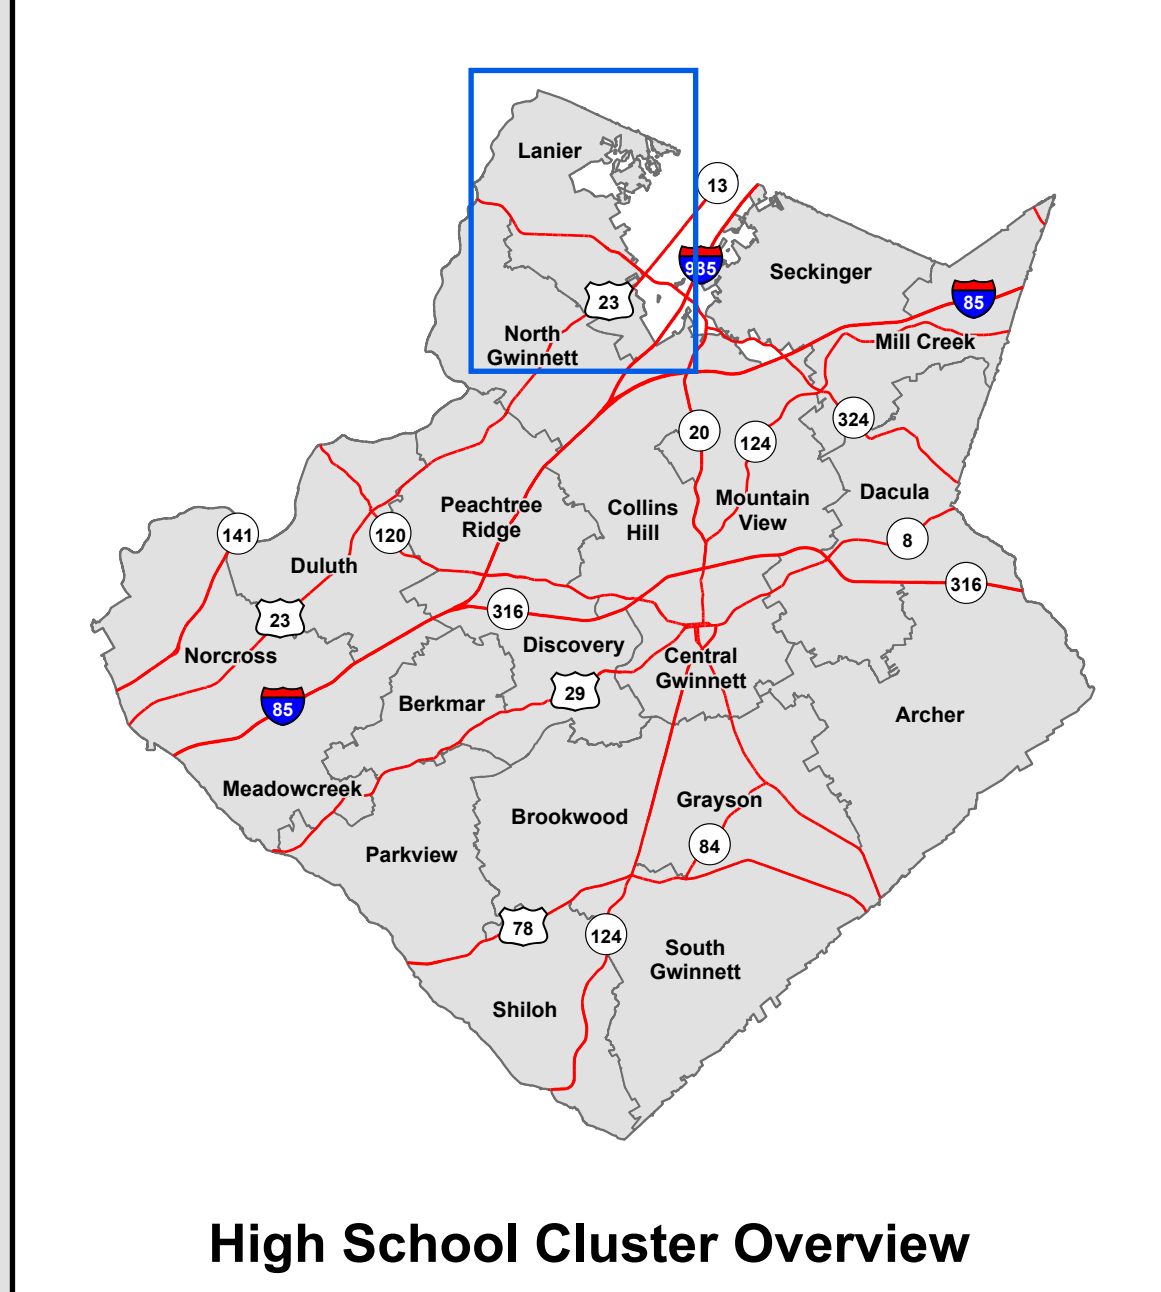 Lanier
13
985
Seckinger
85
23
North
Gwinnett
Mill Creek
20
124
324
Peachtree
Ridge
Collins
Hill
Mountain
View
Dacula
141
120
8
Duluth
316
23
316
Norcross
Discovery
Central
Gwinnett
29
Berkmar
85
Archer
Meadowcreek
Brookwood
Grayson
84
Parkview
78
124
South
Gwinnett
Shiloh
High School Cluster Overview